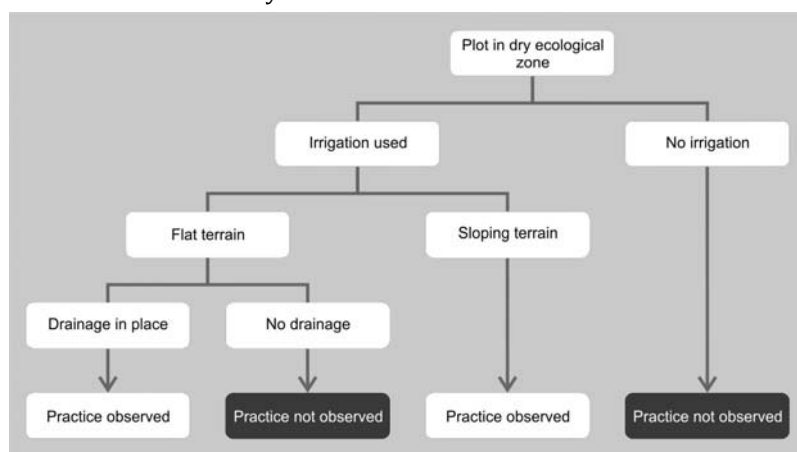 Plot in dry ecological
zone
Irrigation used
No irrigation
Flat terrain
Sloping terrain
Drainage in place
No drainage
Practice observed
Practice not observed
Practice observed
Practice not observed